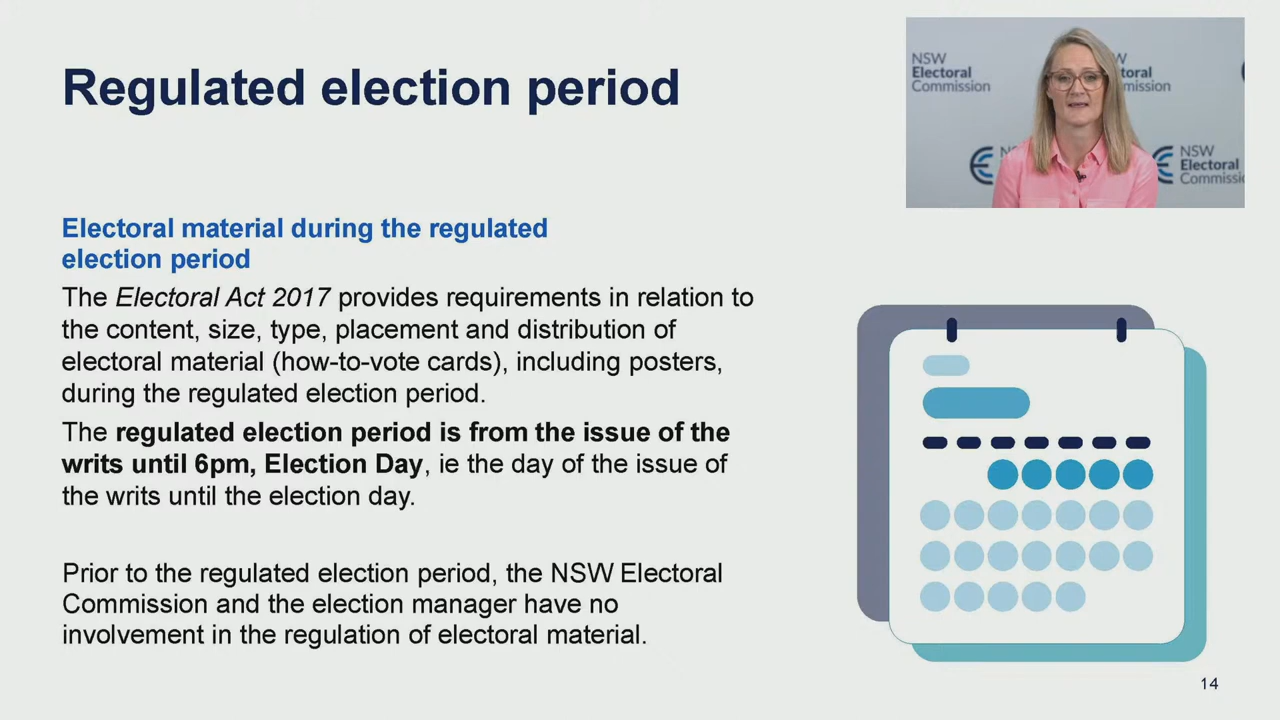 Regulated election period
NSW
Electoral
Commission
W
toral
mission
NSW
Electoral
Commissio
Electoral material during the regulated
election period
The Electoral Act 2017 provides requirements in relation to
the content, size, type, placement and distribution of
electoral material (how-to-vote cards), including posters,
during the regulated election period.
The regulated election period is from the issue of the
writs until 6pm, Election Day, ie the day of the issue of
the writs until the election day.
Prior to the regulated election period, the NSW Electoral
Commission and the election manager have no
involvement in the regulation of electoral material.
14